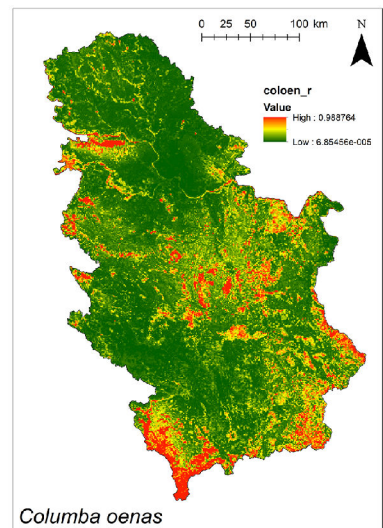 0 25 50 100 km
N
coloen_r
Value
High : 0.988764
Low : 6.85456e-005
Columba oenas